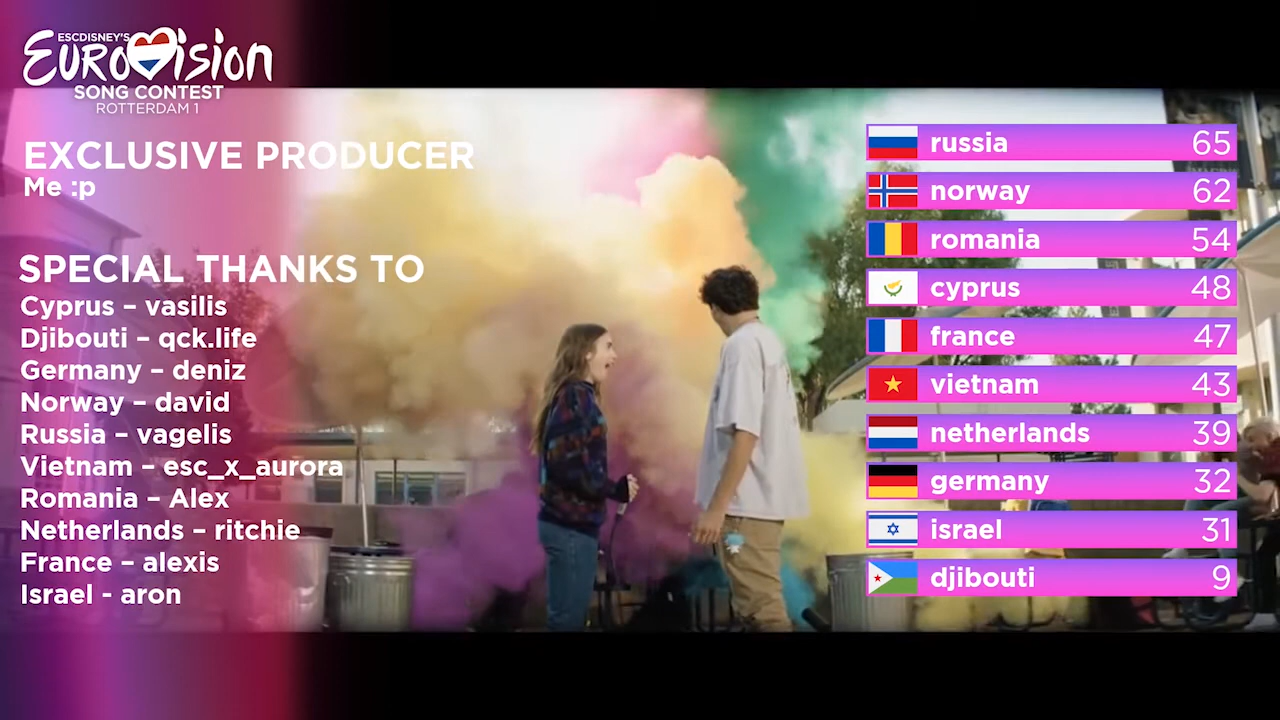 ESCDISNEY'S
EUROVISION
SONG CONTEST
ROTTERDAM 1
EXCLUSIVE PRODUCER
Me :p
SPECIAL THANKS TO
Cyprus – vasilis
Djibouti – qck.life
Germany – deniz
Norway – david
Russia – vagelis
Vietnam – esc_x_aurora
Romania – Alex
Netherlands – ritchie
France – alexis
Israel - aron
russia 65
norway 62
romania 54
cyprus 48
france 47
vietnam 43
netherlands 39
germany 32
israel 31
djibouti 9